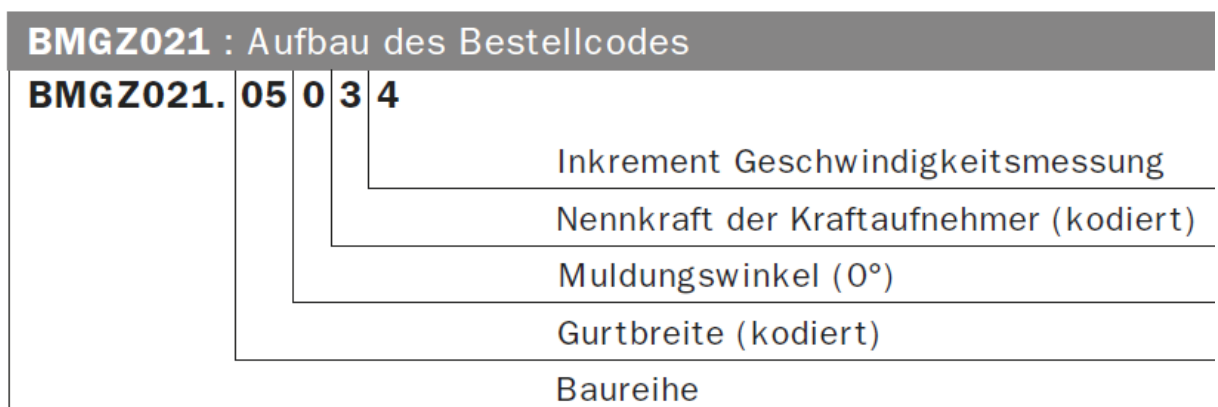 BMGZ021 : Aufbau des Bestellcodes
BMGZ021. 05 0 3 4
Inkrement Geschwindigkeitsmessung
Nennkraft der Kraftaufnehmer (kodiert)
Muldungswinkel (0°)
Gurtbreite (kodiert)
Baureihe